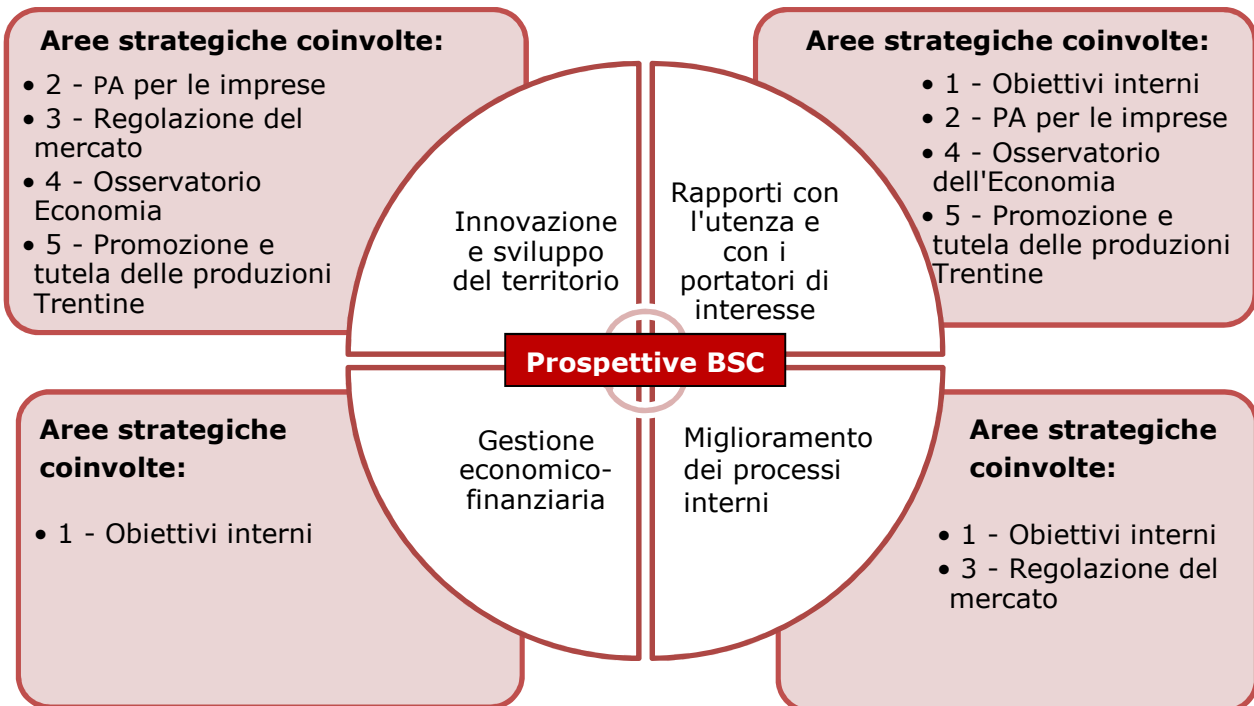 Aree strategiche coinvolte:
• 2 - PA per le imprese
• 3 - Regolazione del
mercato
• 4 - Osservatorio
Economia
• 5 - Promozione e
tutela delle produzioni
Trentine
Aree strategiche coinvolte:
• 1 - Obiettivi interni
• 2 - PA per le imprese
• 4 - Osservatorio
dell'Economia
• 5 - Promozione e
tutela delle produzioni
Trentine
Innovazione
e sviluppo
del territorio
Rapporti con
l'utenza e
con i
portatori di
interesse
Prospettive BSC
Aree strategiche
coinvolte:
• 1 - Obiettivi interni
Gestione
economico-
finanziaria
Miglioramento
dei processi
interni
Aree strategiche
coinvolte:
• 1 - Obiettivi interni
• 3 - Regolazione del
mercato